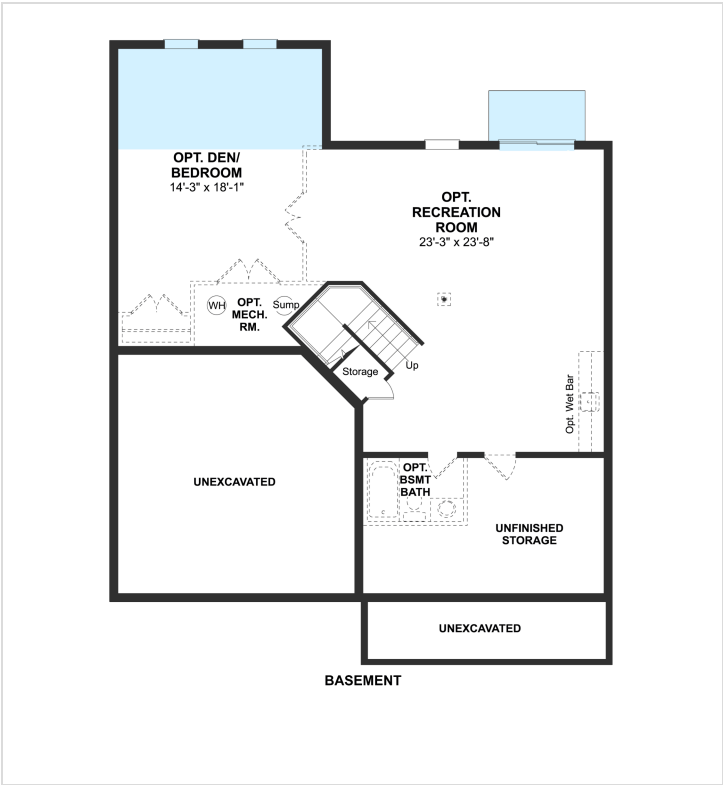 OPT. DEN/
BEDROOM
14'-3" x 18'-1"
OPT.
RECREATION
ROOM
23'-3" x 23'-8"
WH
OPT.
MECH.
RM.
Sump
Storage
Up
Opt. Wet Bar
OPT.
BSMT
BATH
UNEXCAVATED
UNFINISHED
STORAGE
UNEXCAVATED
BASEMENT